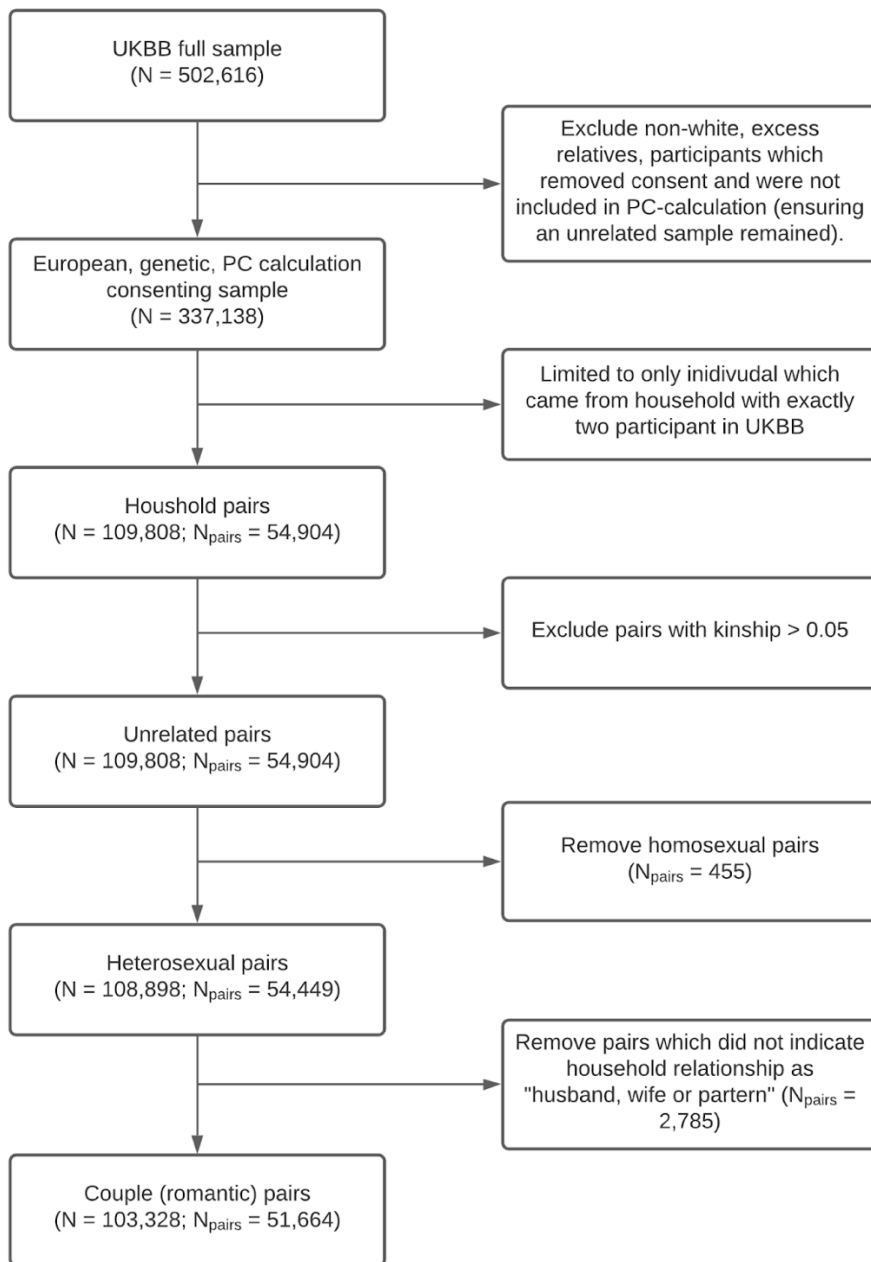 UKBB full sample
(N = 502,616)
Exclude non-white, excess
relatives, participants which
removed consent and were not
included in PC-calculation (ensuring
an unrelated sample remained).
European, genetic, PC calculation
consenting sample
(N = 337,138)
Limited to only inidivudal which
came from household with exactly
two participant in UKBB
Houshold pairs
(N = 109,808; Npairs = 54,904)
Exclude pairs with kinship > 0.05
Unrelated pairs
(N = 109,808; Npairs = 54,904)
Remove homosexual pairs
(Npairs = 455)
Heterosexual pairs
(N = 108,898; Npairs = 54,449)
Remove pairs which did not indicate
household relationship as
"husband, wife or partern" (Npairs =
2,785)
Couple (romantic) pairs
(N = 103,328; Npairs = 51,664)